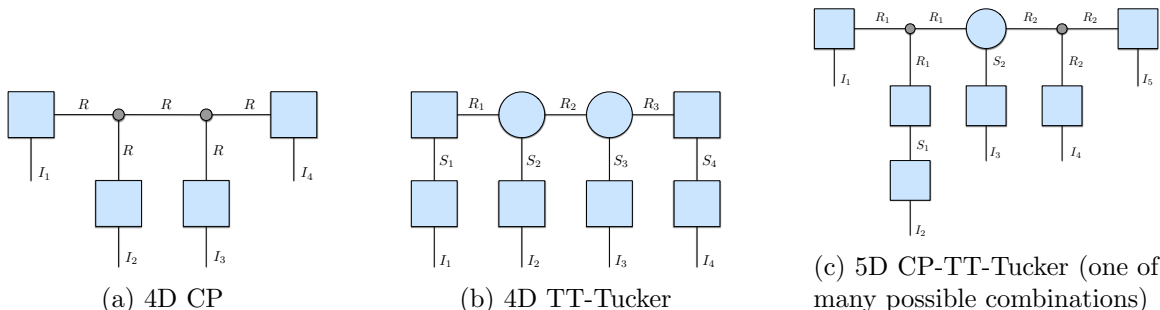 R R R
R R
I1 I4
I2 I3
(a) 4D CP
R1 R2 R3
S1 S2 S3 S4
I1 I2 I3 I4
(b) 4D TT-Tucker
R1 R1 R2 R2
I1 R1 S2 R2 I5
S1 I3 I4
I2
(c) 5D CP-TT-Tucker (one of
many possible combinations)